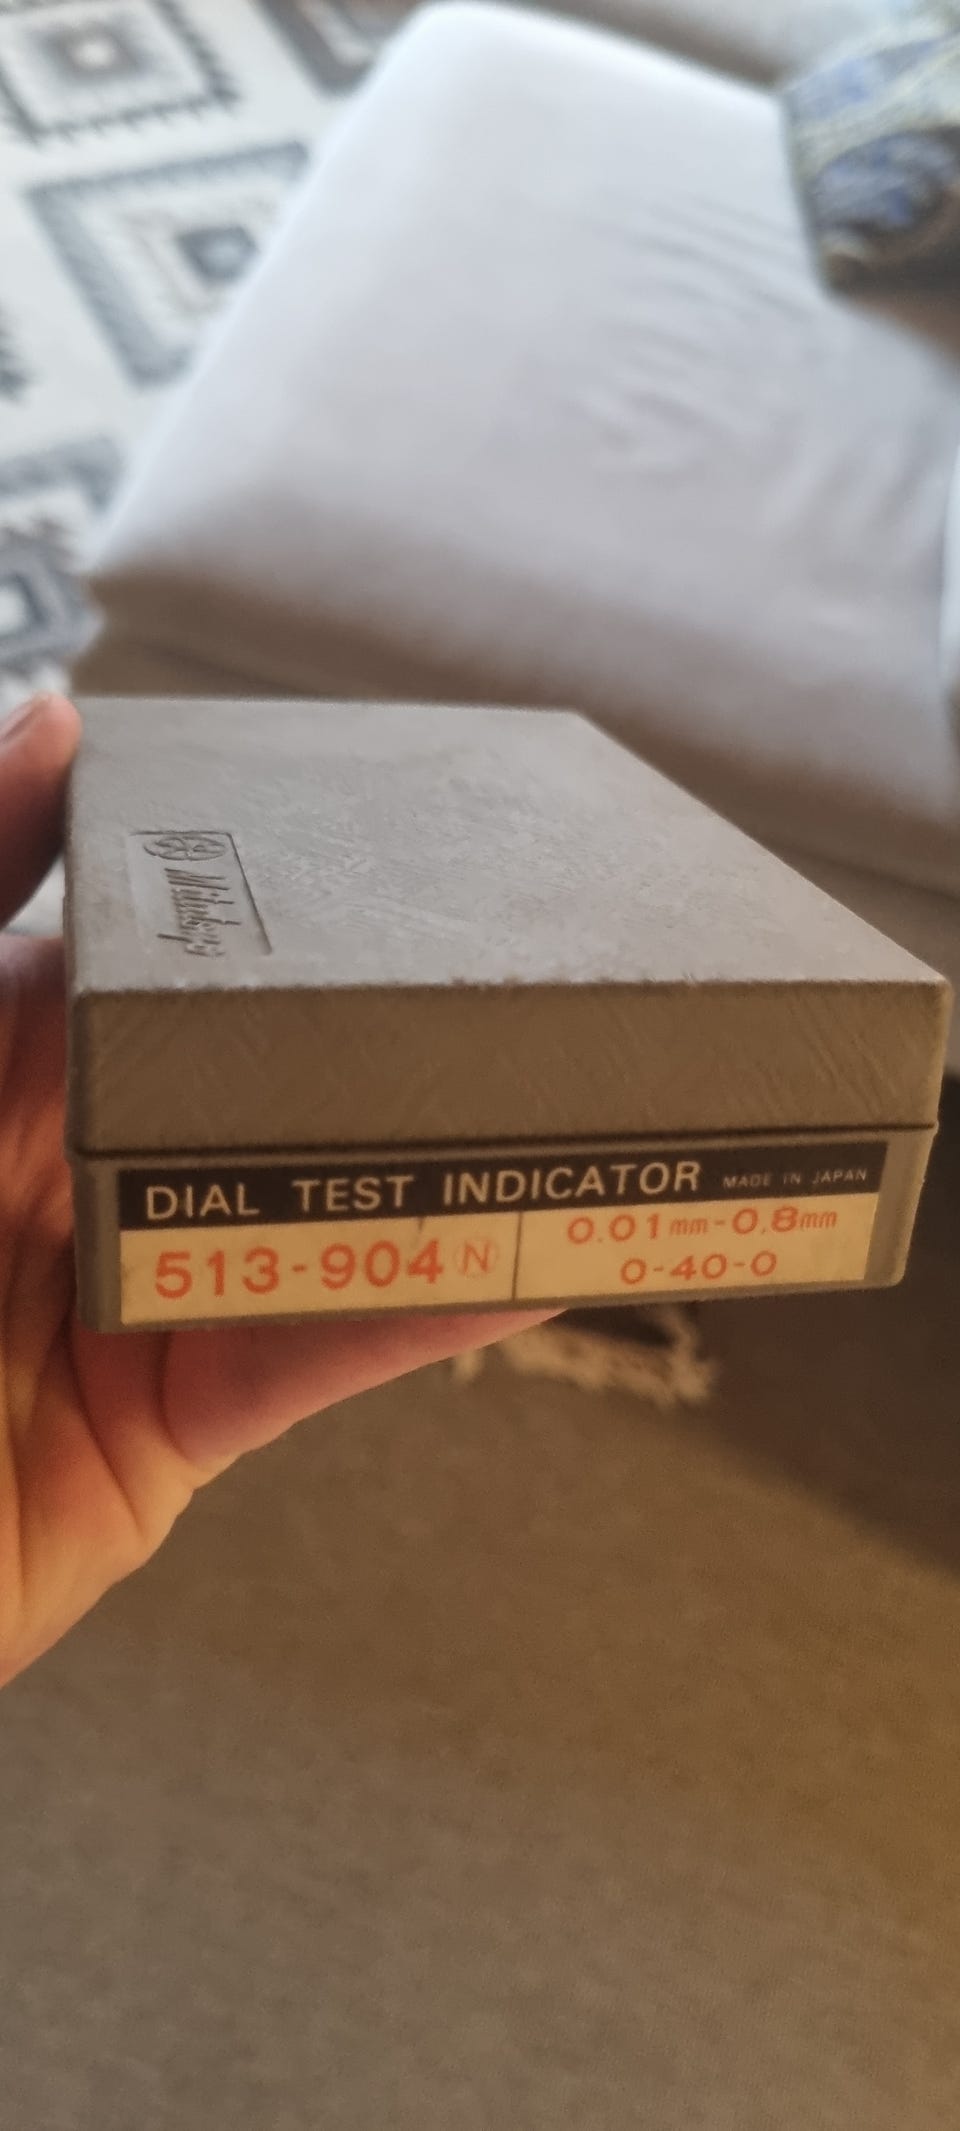 Mitutoyo
DIAL TEST INDICATOR MADE IN JAPAN
513-904 Ⓝ
0.01mm-0.8mm
0-40-0